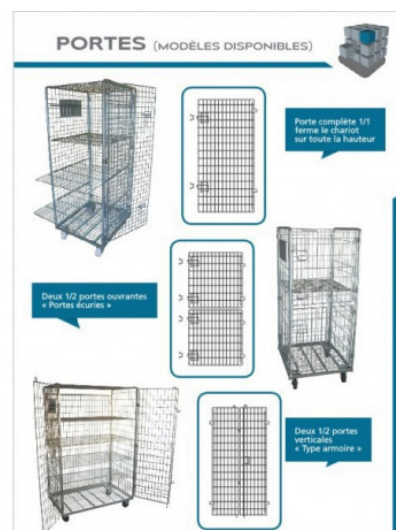 PORTES (MODÈLES DISPONIBLES)
Porte complète 1/1
ferme le chariot
sur toute la hauteur
Deux 1/2 portes ouvrantes
« Portes écuries »
Deux 1/2 portes
verticales
« Type armoire »